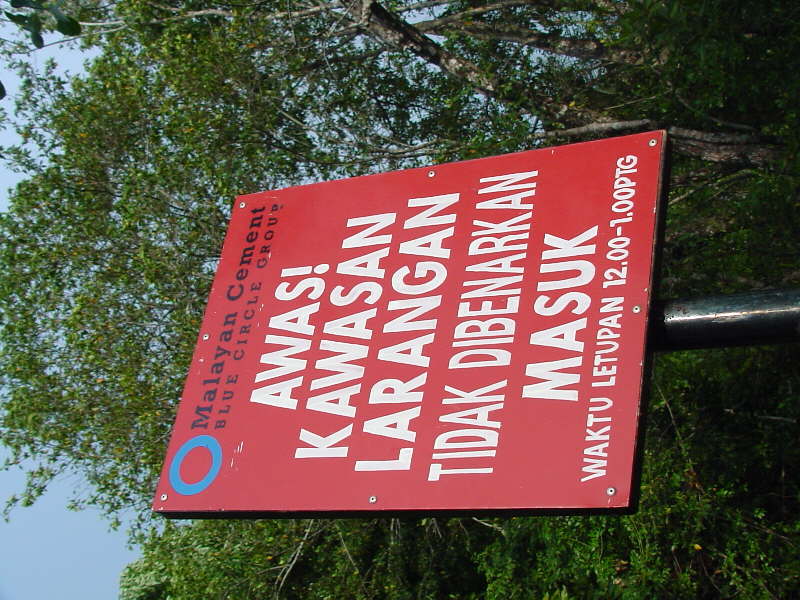 Malayan Cement
BLUE CIRCLE GROUP
AWAS!
KAWASAN
LARANGAN
TIDAK DIBENARKAN
MASUK
WAKTU LETUPAN 12.00-1.00PTG